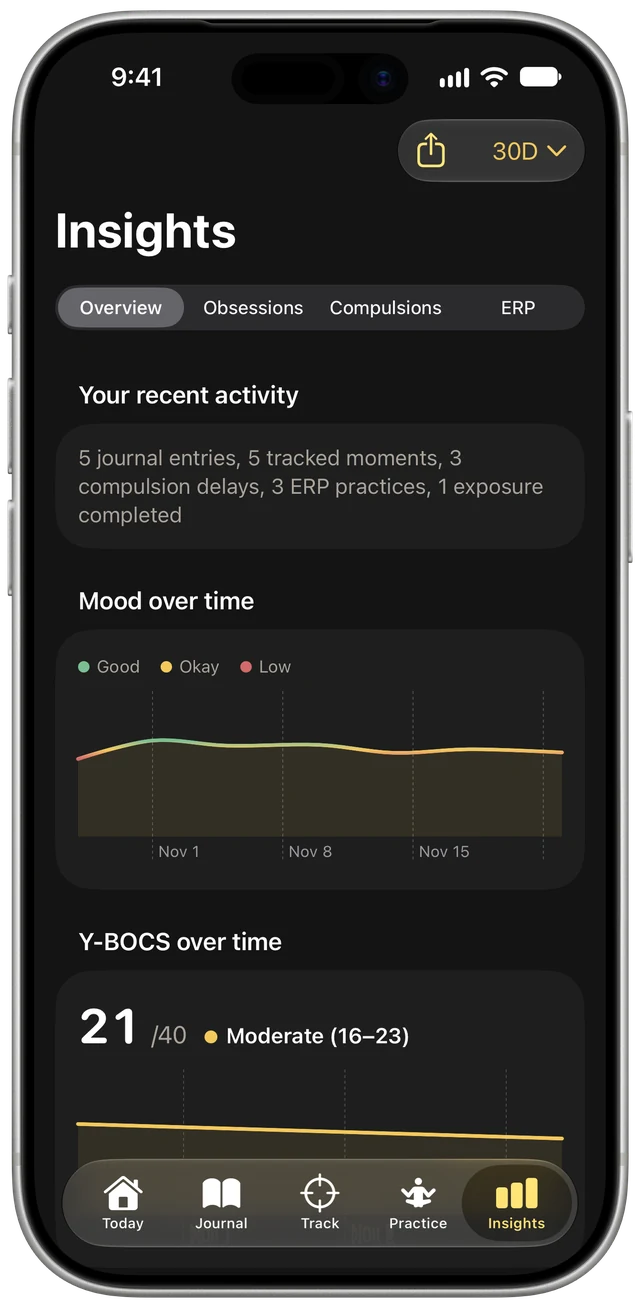 9:41
30D
Insights
Overview Obsessions Compulsions ERP
Your recent activity
5 journal entries, 5 tracked moments, 3
compulsion delays, 3 ERP practices, 1 exposure
completed
Mood over time
Good Okay Low
Nov 1 Nov 8 Nov 15
Y-BOCS over time
21 /40 Moderate (16–23)
Today Journal Track Practice Insights